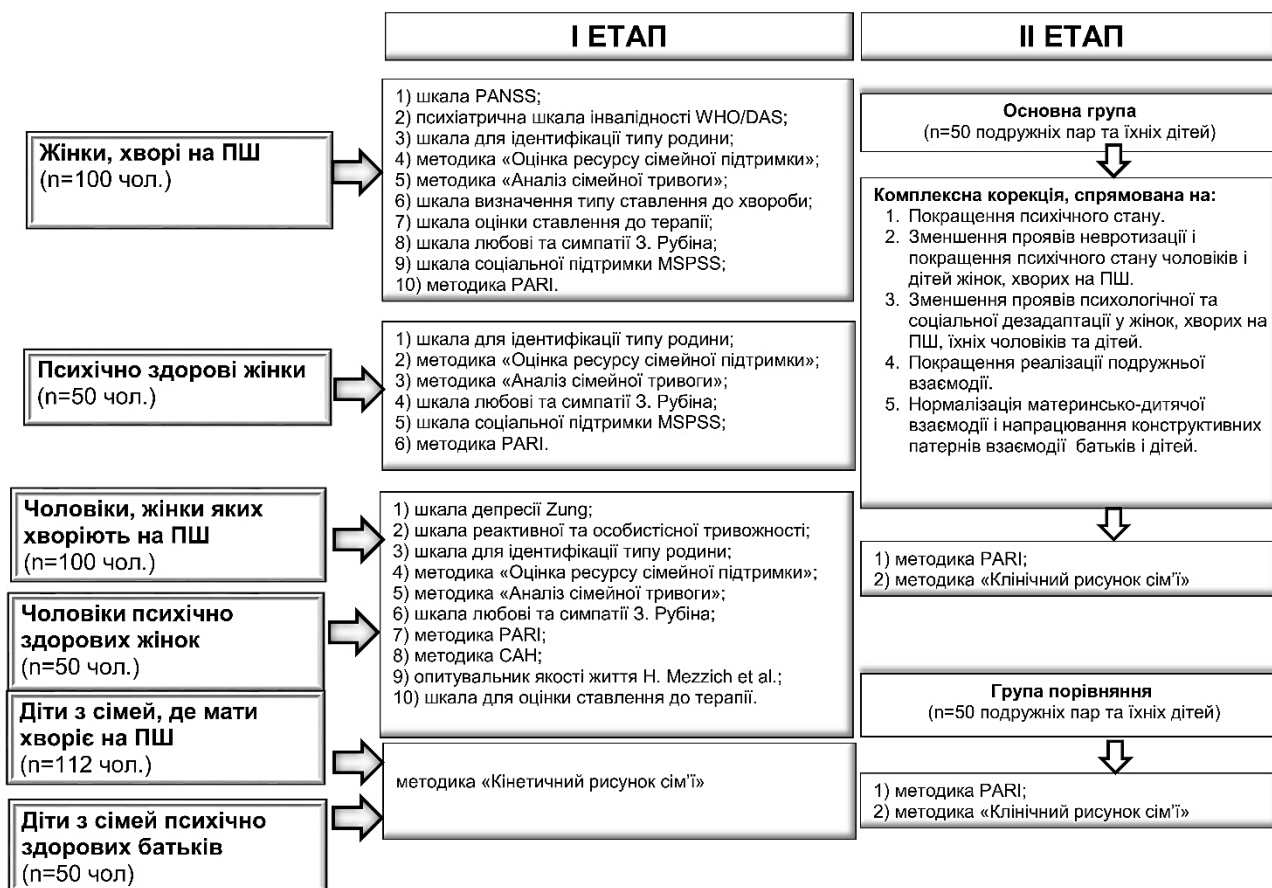 І ЕТАП
ІІ ЕТАП
Жінки, хворі на ПШ
(n=100 чол.)
1) шкала PANSS;
2) психіатрична шкала інвалідності WHO/DAS;
3) шкала для ідентифікації типу родини;
4) методика «Оцінка ресурсу сімейної підтримки»;
5) методика «Аналіз сімейної тривоги»;
6) шкала визначення типу ставлення до хвороби;
7) шкала оцінки ставлення до терапії;
8) шкала любові та симпатії З. Рубіна;
9) шкала соціальної підтримки MSPSS;
10) методика PARI.
Психічно здорові жінки
(n=50 чол.)
1) шкала для ідентифікації типу родини;
2) методика «Оцінка ресурсу сімейної підтримки»;
3) методика «Аналіз сімейної тривоги»;
4) шкала любові та симпатії З. Рубіна;
5) шкала соціальної підтримки MSPSS;
6) методика PARI.
Чоловіки, жінки яких
хворіють на ПШ
(n=100 чол.)
Чоловіки психічно
здорових жінок
(n=50 чол.)
1) шкала депресії Zung;
2) шкала реактивної та особистісної тривожності;
3) шкала для ідентифікації типу родини;
4) методика «Оцінка ресурсу сімейної підтримки»;
5) методика «Аналіз сімейної тривоги»;
6) шкала любові та симпатії З. Рубіна;
7) методика PARI;
8) методика САН;
9) опитувальник якості життя H. Mezzich et al.;
10) шкала для оцінки ставлення до терапії.
Діти з сімей, де мати
хворіє на ПШ
(n=112 чол.)
Діти з сімей психічно
здорових батьків
(n=50 чол)
методика «Кінетичний рисунок сім'ї»
Основна група
(n=50 подружніх пар та їхніх дітей)
Комплексна корекція, спрямована на:
1. Покращення психічного стану.
2. Зменшення проявів невротизації і
покращення психічного стану чоловіків і
дітей жінок, хворих на ПШ.
3. Зменшення проявів психологічної та
соціальної дезадаптації у жінок, хворих на
ПШ, їхніх чоловіків та дітей.
4. Покращення реалізації подружньої
взаємодії.
5. Нормалізація материнсько-дитячої
взаємодії і напрацювання конструктивних
патернів взаємодії батьків і дітей.
1) методика PARI;
2) методика «Клінічний рисунок сім'ї»
Група порівняння
(n=50 подружніх пар та їхніх дітей)
1) методика PARI;
2) методика «Клінічний рисунок сім'ї»